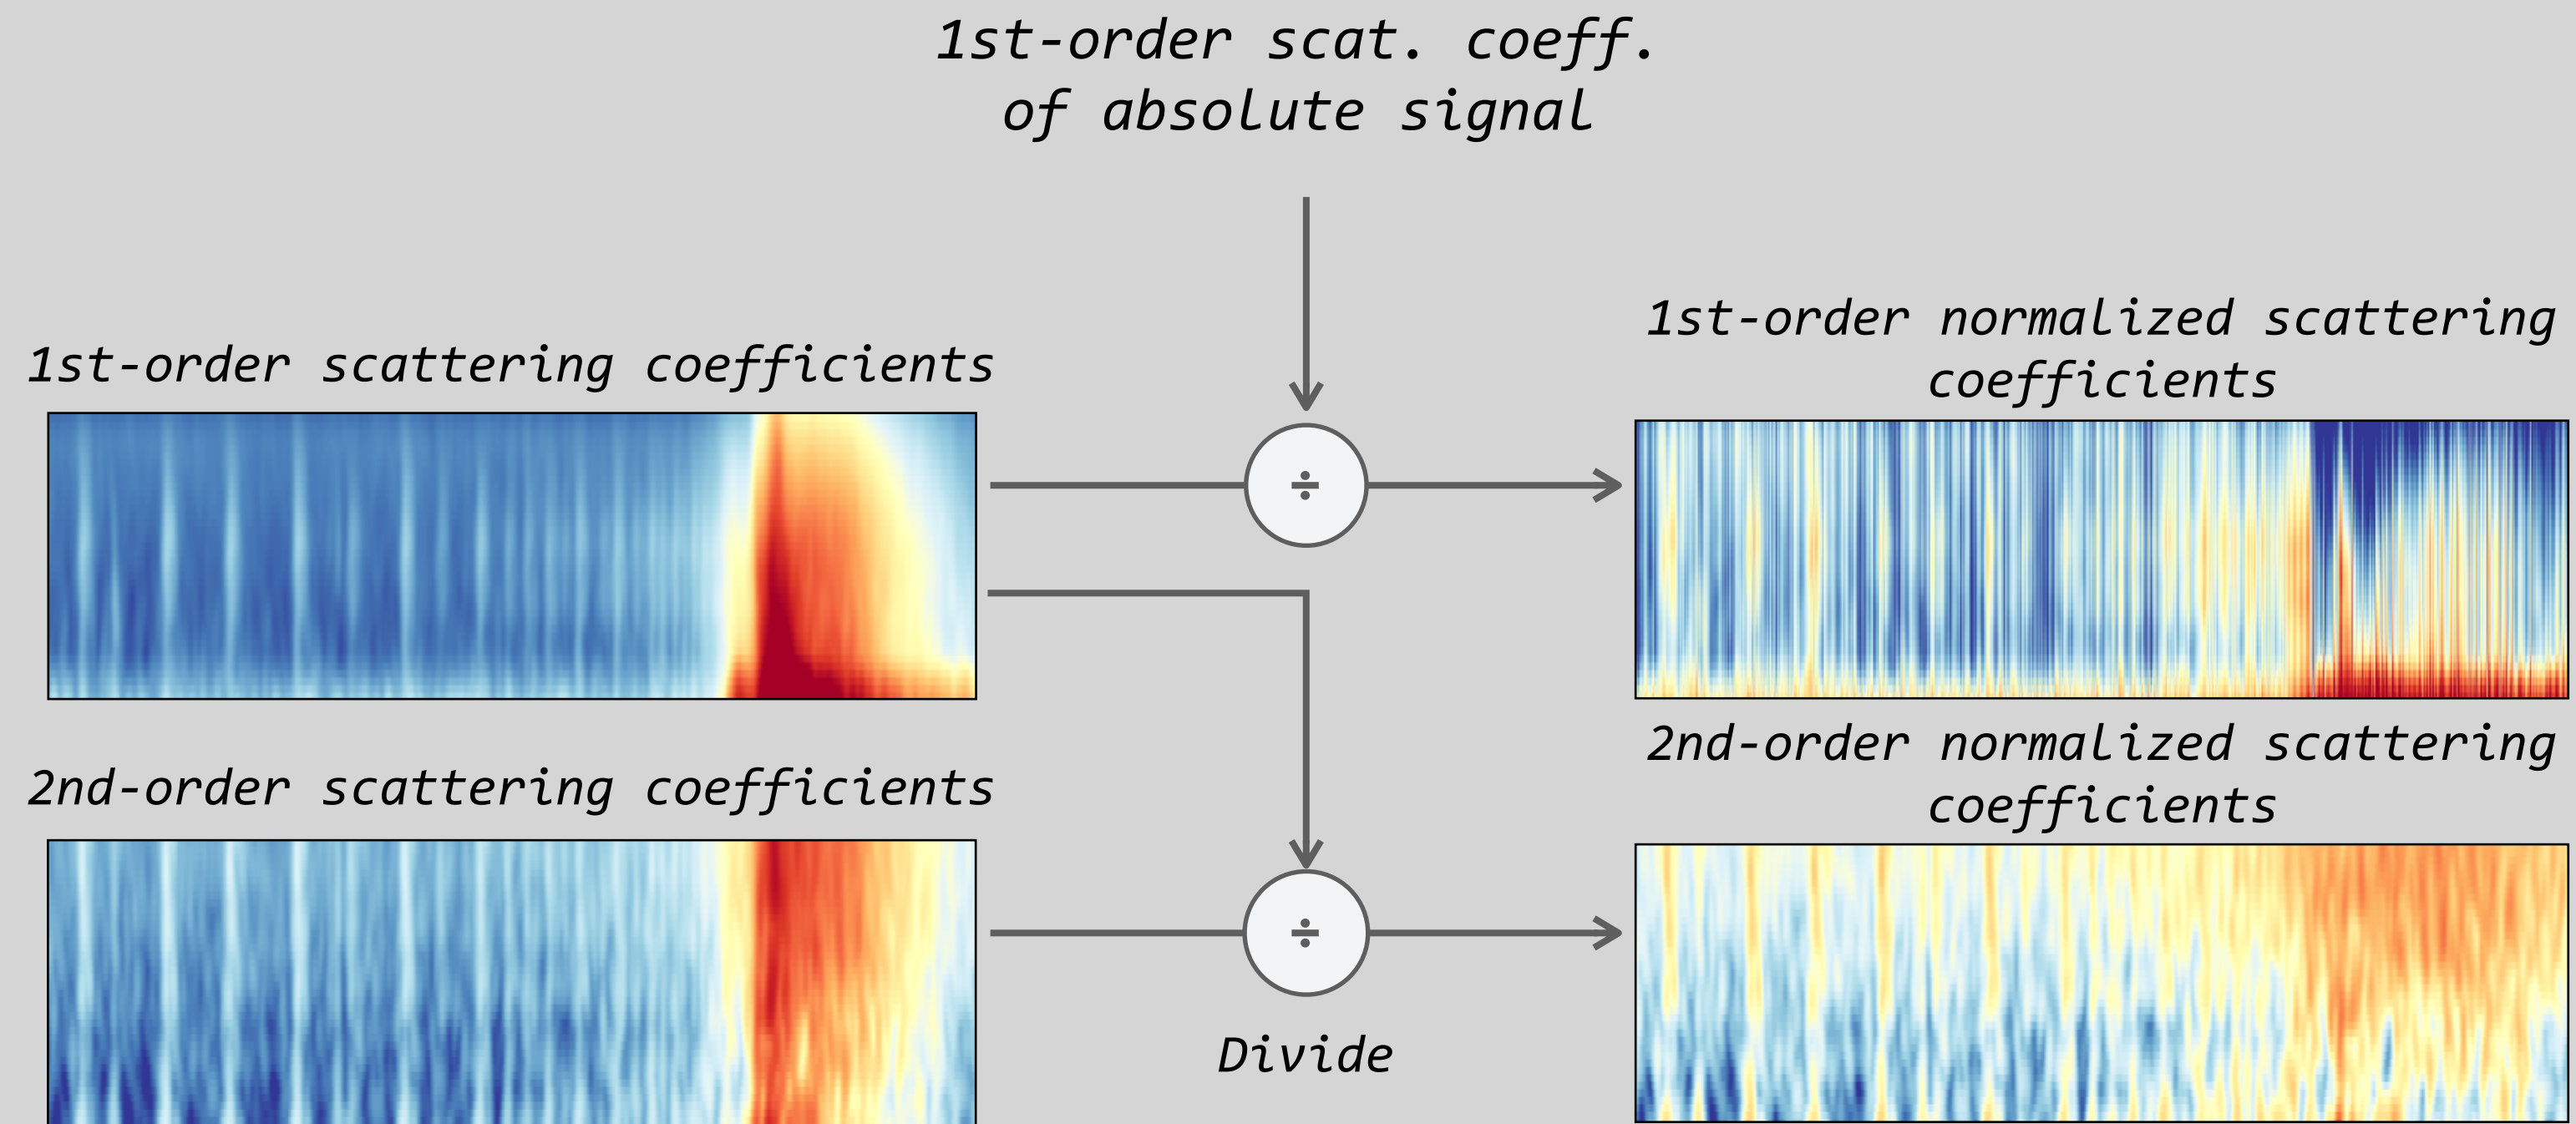 1st-order scat. coeff.
of absolute signal
1st-order scattering coefficients
÷
1st-order normalized scattering
coefficients
2nd-order scattering coefficients
÷
Divide
2nd-order normalized scattering
coefficients